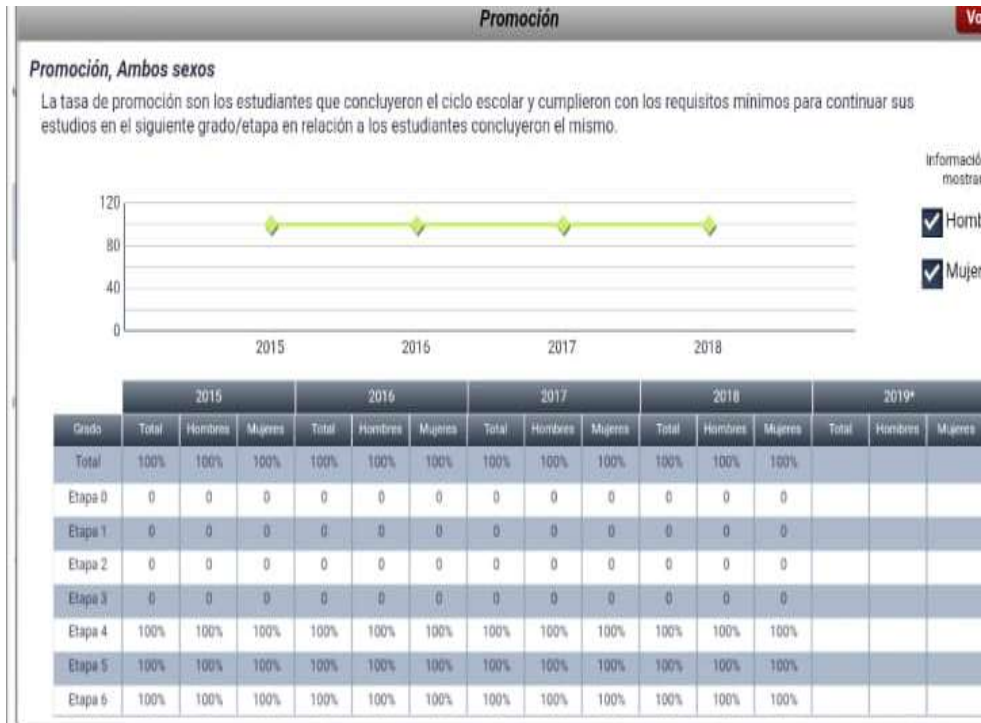 Promoción
Vo
Promoción, Ambos sexos
La tasa de promoción son los estudiantes que concluyeron el ciclo escolar y cumplieron con los requisitos mínimos para continuar sus
estudios en el siguiente grado/etapa en relación a los estudiantes concluyeron el mismo.
Informació
mostrar
Homb
Mujer
120
80
40
0
2015 2016 2017 2018
2015 2016 2017 2018 2019*
Grado Total Hombres Mujeres Total Hombres Mujeres Total Hombres Mujeres Total Hombres Mujeres Total Hombres Mujeres
Total 100% 100% 100% 100% 100% 100% 100% 100% 100% 100% 100% 100%
Etapa 0 0 0 0 0 0 0 0 0 0 0 0 0
Etapa 1 0 0 0 0 0 0 0 0 0 0 0 0
Etapa 2 0 0 0 0 0 0 0 0 0 0 0 0
Etapa 3 0 0 0 0 0 0 0 0 0 0 0 0
Etapa 4 100% 100% 100% 100% 100% 100% 100% 100% 100% 100% 100% 100%
Etapa 5 100% 100% 100% 100% 100% 100% 100% 100% 100% 100% 100% 100%
Etapa 6 100% 100% 100% 100% 100% 100% 100% 100% 100% 100% 100% 100%